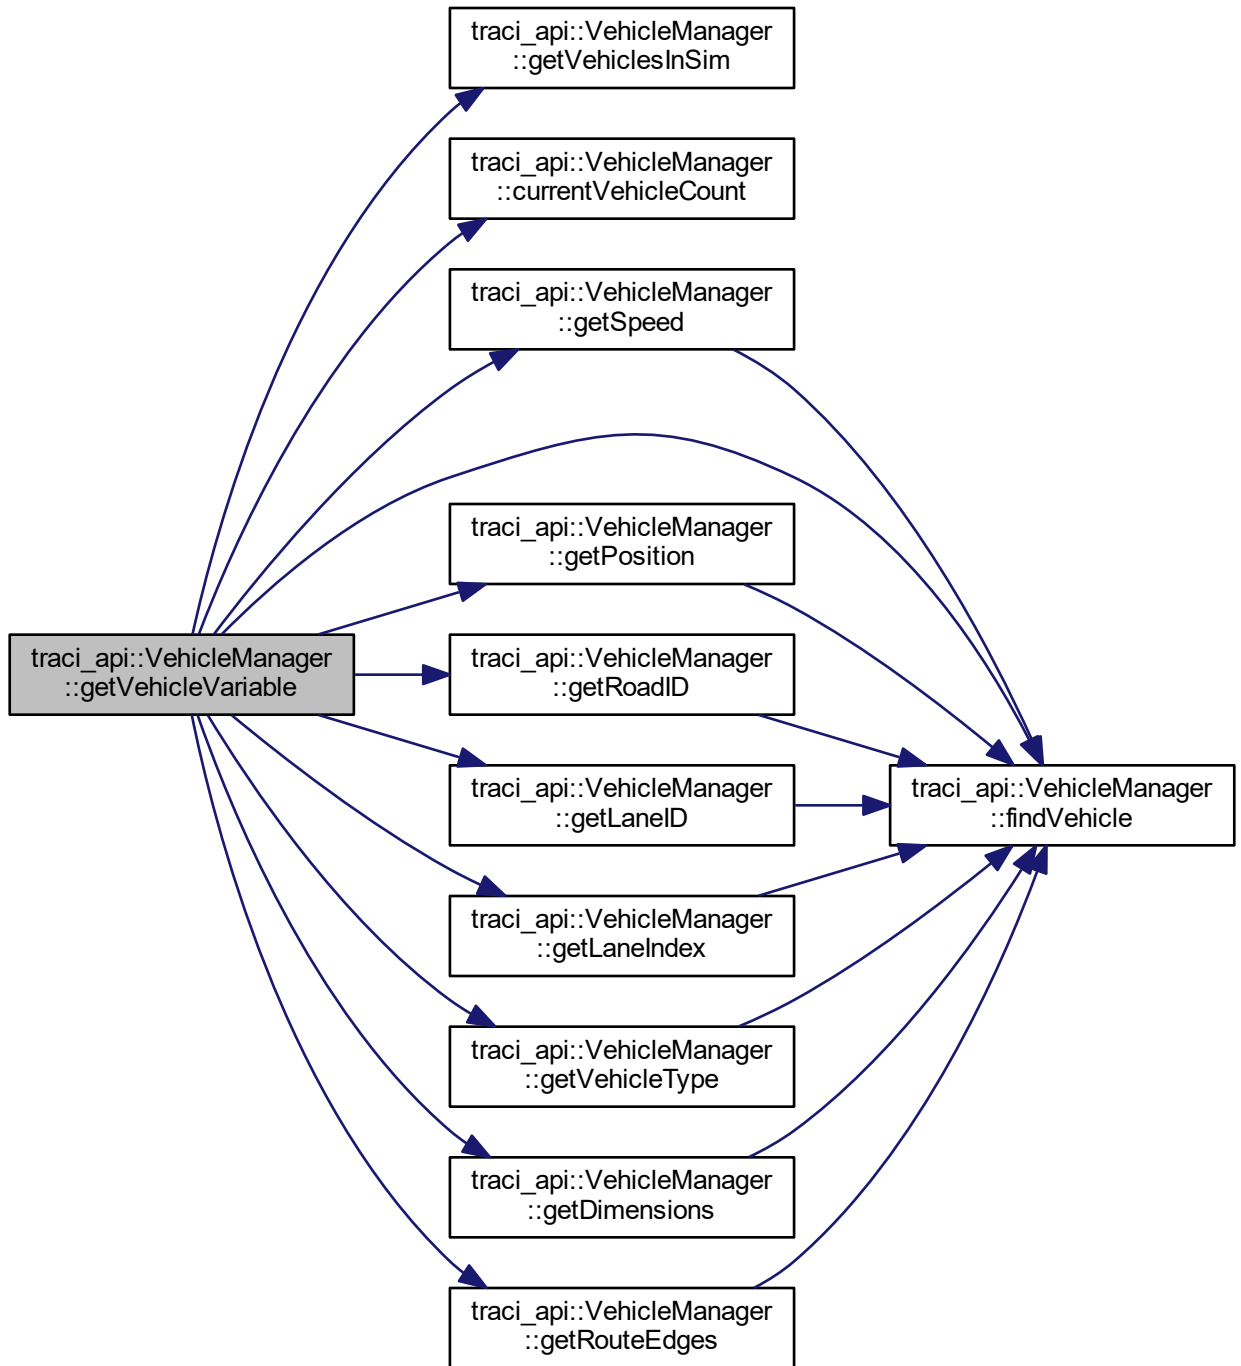 traci_api::VehicleManager
::getVehiclesInSim
traci_api::VehicleManager
::currentVehicleCount
traci_api::VehicleManager
::getSpeed
traci_api::VehicleManager
::getPosition
traci_api::VehicleManager
::getVehicleVariable
traci_api::VehicleManager
::getRoadID
traci_api::VehicleManager
::getLaneID
traci_api::VehicleManager
::findVehicle
traci_api::VehicleManager
::getLaneIndex
traci_api::VehicleManager
::getVehicleType
traci_api::VehicleManager
::getDimensions
traci_api::VehicleManager
::getRouteEdges